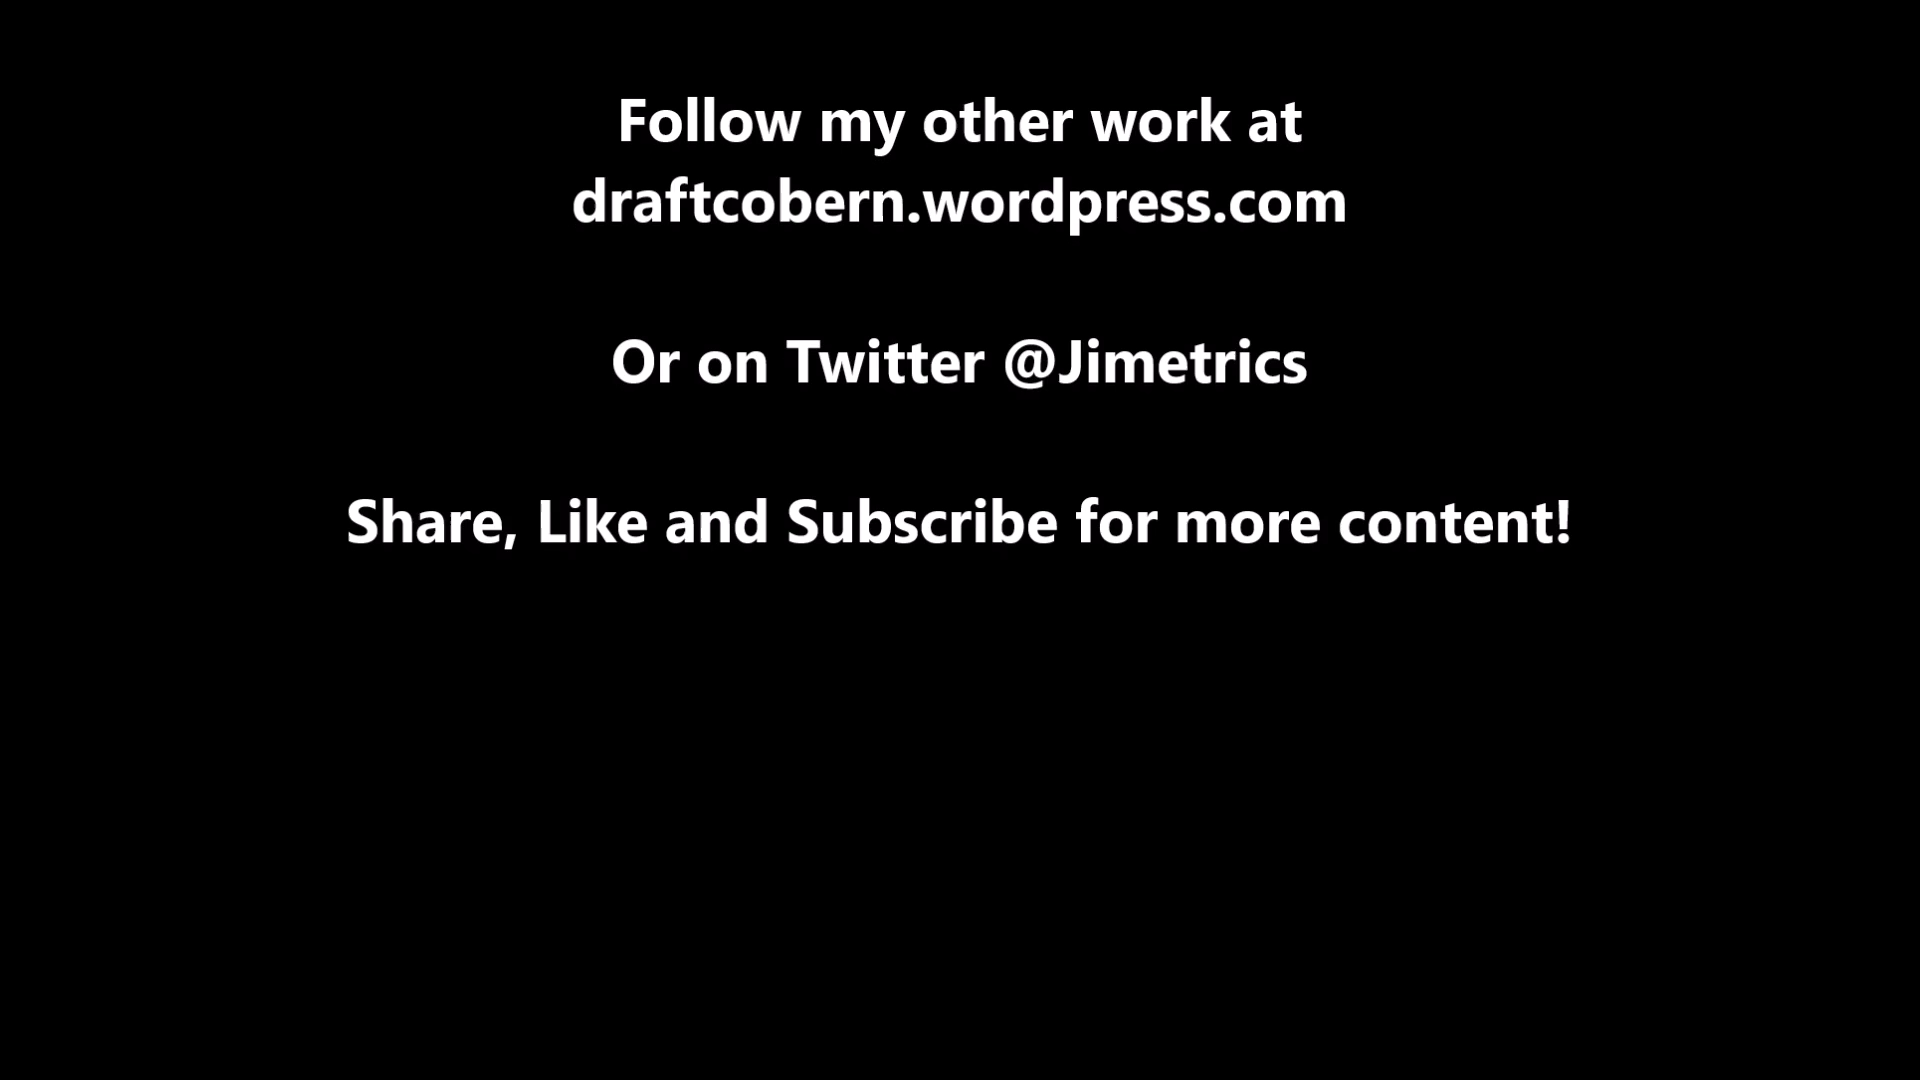 Follow my other work at
draftcobern.wordpress.com
Or on Twitter @Jimetrics
Share, Like and Subscribe for more content!